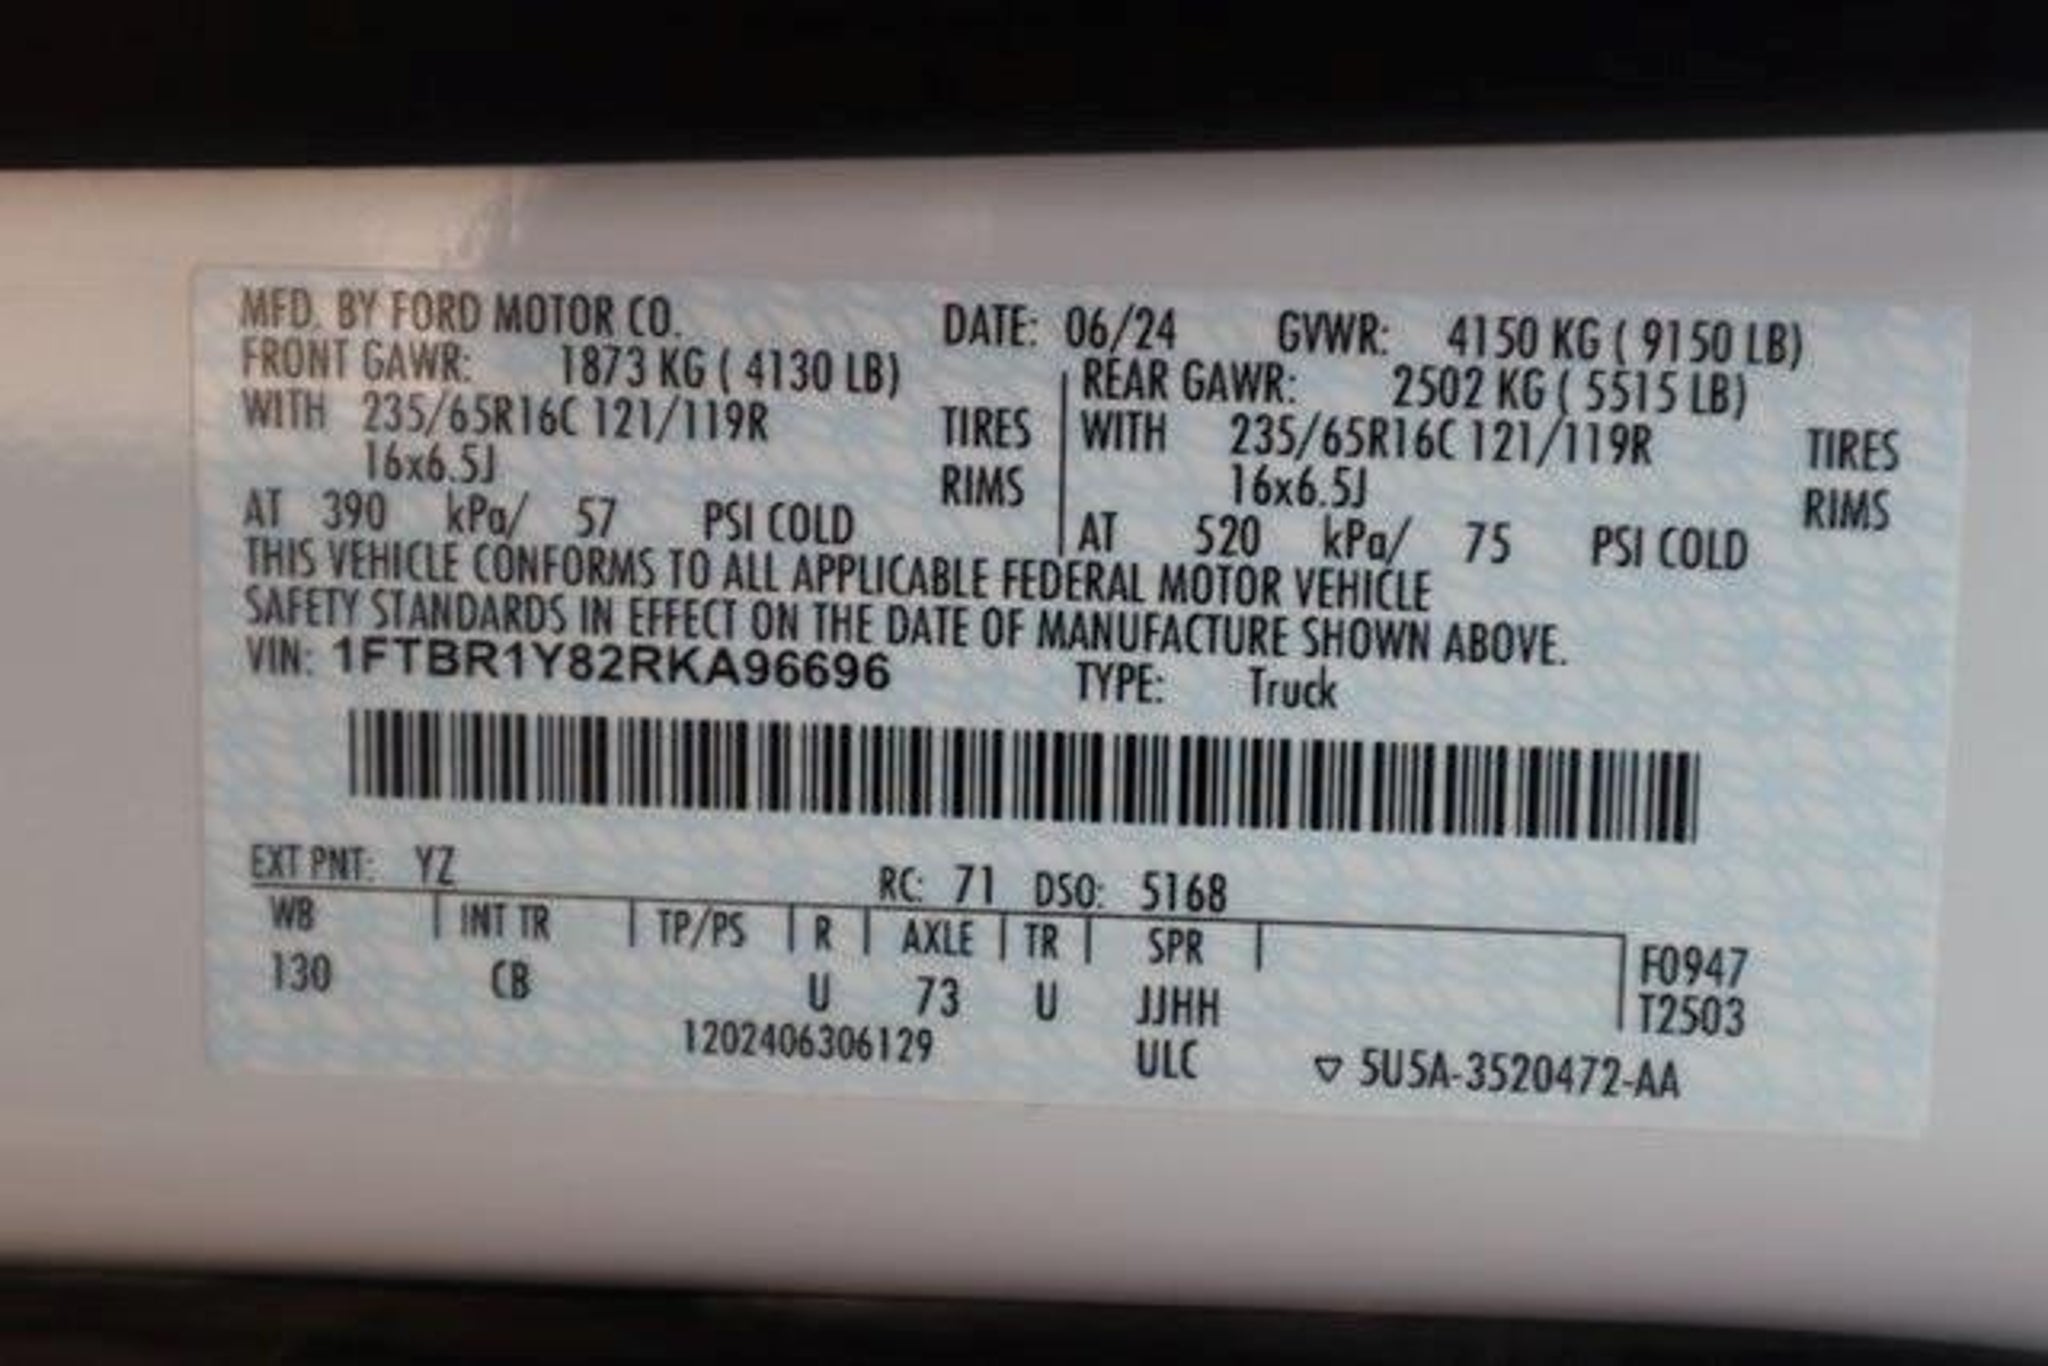 MFD. BY FORD MOTOR CO. DATE: 06/24 GVWR: 4150 KG ( 9150 LB)
FRONT GAWR: 1873 KG ( 4130 LB) REAR GAWR: 2502 KG ( 5515 LB)
WITH 235/65R16C 121/119R TIRES WITH 235/65R16C 121/119R TIRES
16x6.5J RIMS 16x6.5J RIMS
AT 390 kPa/ 57 PSI COLD AT 520 kPa/ 75 PSI COLD
THIS VEHICLE CONFORMS TO ALL APPLICABLE FEDERAL MOTOR VEHICLE
SAFETY STANDARDS IN EFFECT ON THE DATE OF MANUFACTURE SHOWN ABOVE.
VIN: 1FTBR1Y82RKA96696 TYPE: Truck
EXT PNT: YZ RC: 71 DSO: 5168
WB INT TR TP/PS R AXLE TR SPR F0947
130 CB U 73 U JJHH T2503
1202406306129 ULC ▽ 5U5A-3520472-AA